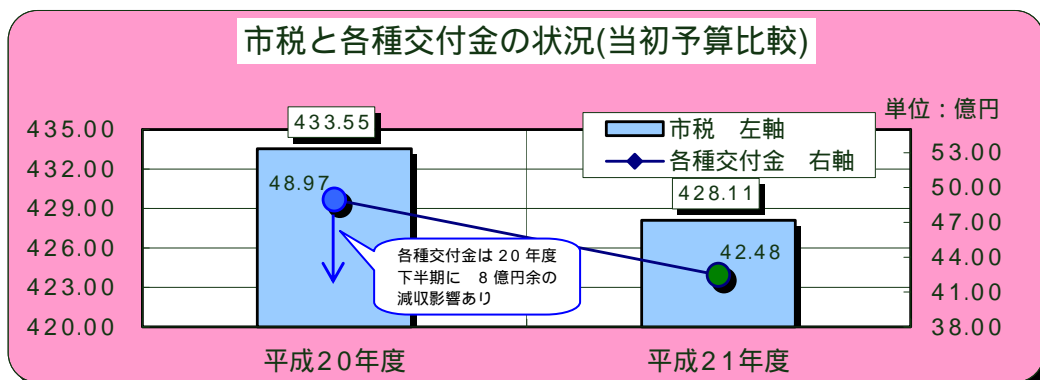 市税と各種交付金の状況(当初予算比較)
単位：億円
435.00
432.00
429.00
426.00
423.00
420.00
433.55
48.97
市税　左軸
各種交付金　右軸
428.11
42.48
各種交付金は20年度
下半期に　8億円余の
減収影響あり
53.00
50.00
47.00
44.00
41.00
38.00
平成20年度
平成21年度